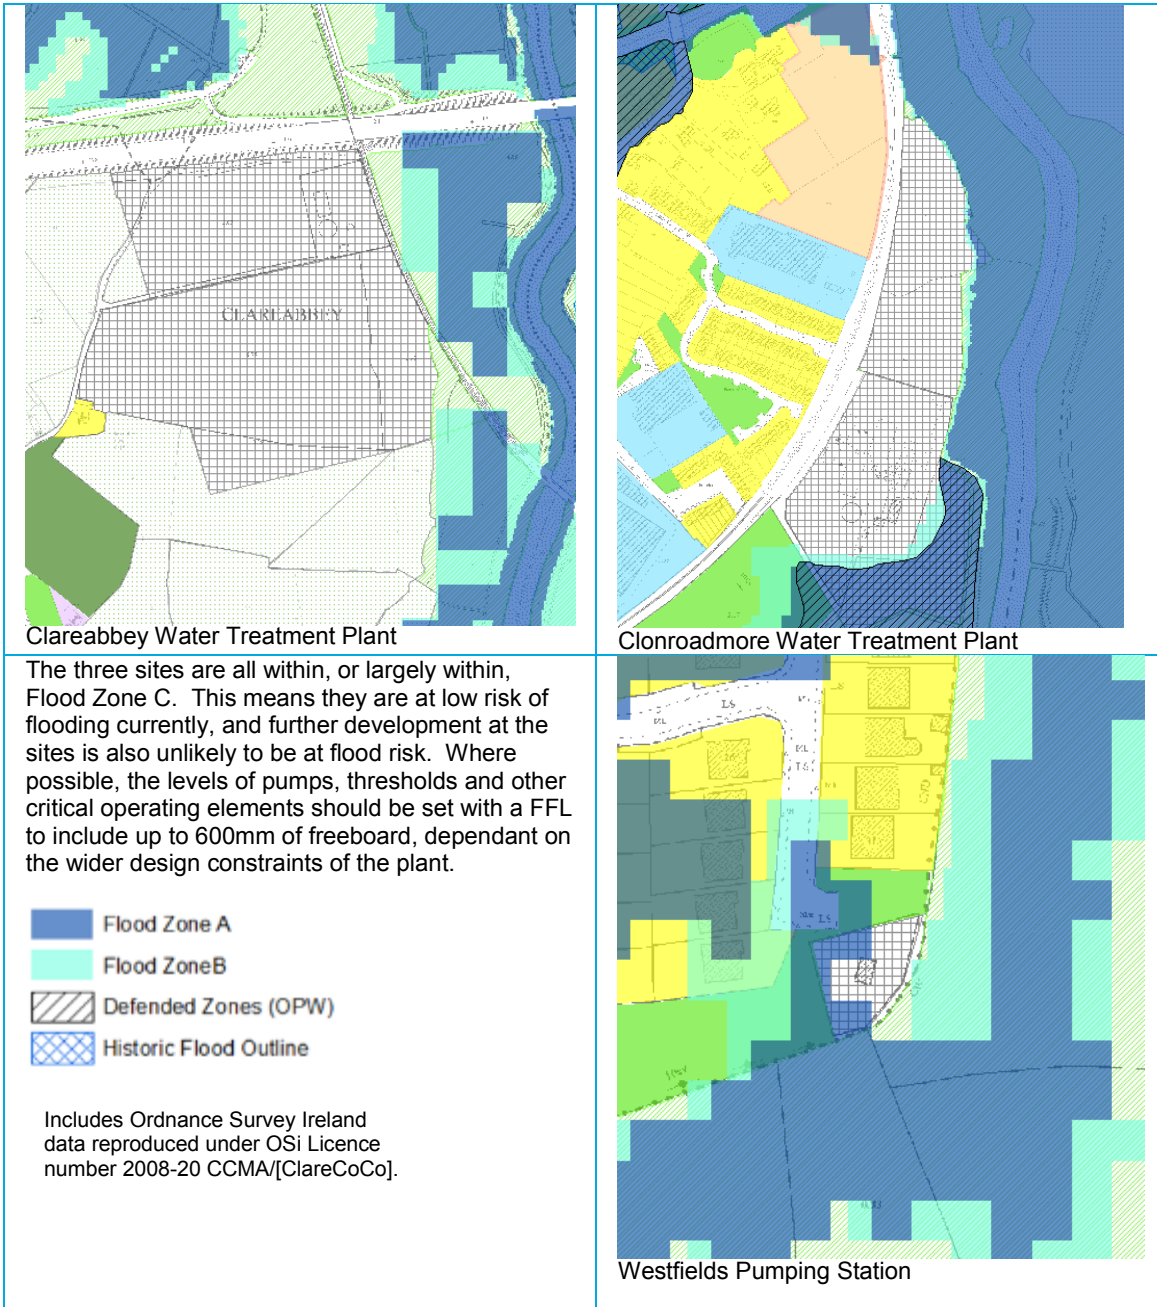 CLAREABBEY
Clareabbey Water Treatment Plant
Clonroadmore Water Treatment Plant
The three sites are all within, or largely within,
Flood Zone C.  This means they are at low risk of
flooding currently, and further development at the
sites is also unlikely to be at flood risk.  Where
possible, the levels of pumps, thresholds and other
critical operating elements should be set with a FFL
to include up to 600mm of freeboard, dependant on
the wider design constraints of the plant.
Flood Zone A
Flood ZoneB
Defended Zones (OPW)
Historic Flood Outline
Includes Ordnance Survey Ireland
data reproduced under OSi Licence
number 2008-20 CCMA/[ClareCoCo].
LS
ML
LS
LS
Westfields Pumping Station